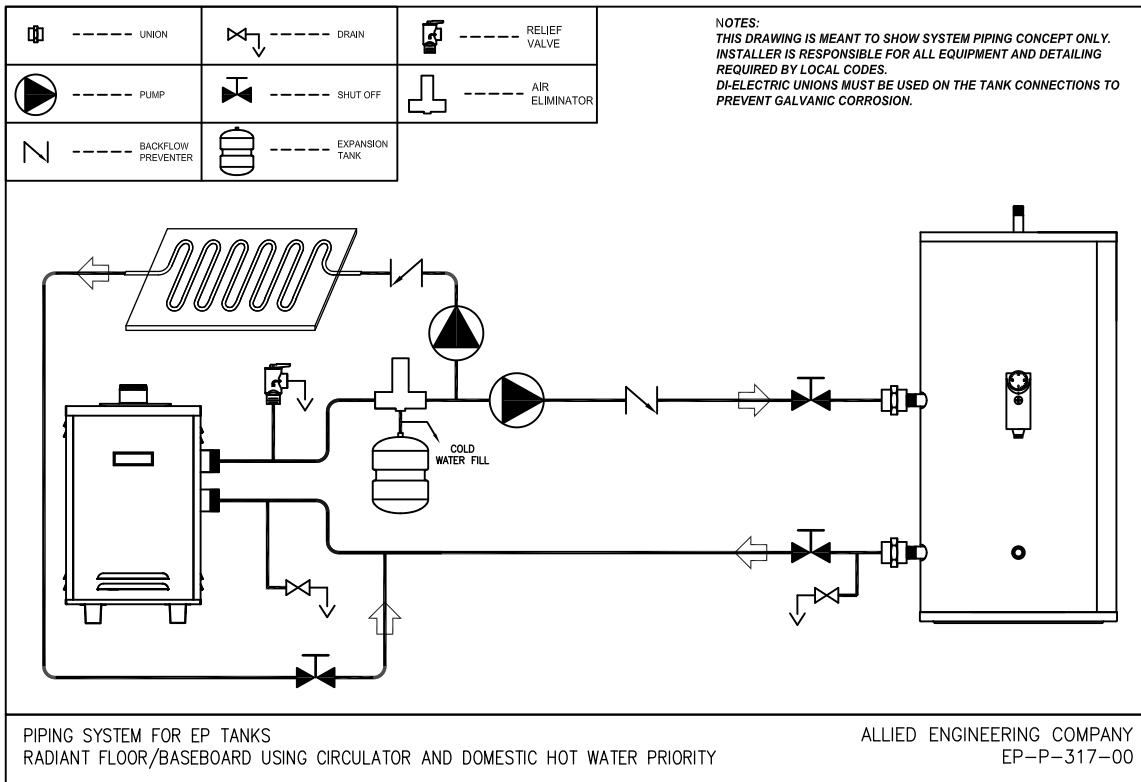 UNION
DRAIN
RELIEF
VALVE
PUMP
SHUT OFF
AIR
ELIMINATOR
BACKFLOW
PREVENTER
EXPANSION
TANK
NOTES:
THIS DRAWING IS MEANT TO SHOW SYSTEM PIPING CONCEPT ONLY.
INSTALLER IS RESPONSIBLE FOR ALL EQUIPMENT AND DETAILING
REQUIRED BY LOCAL CODES.
DI-ELECTRIC UNIONS MUST BE USED ON THE TANK CONNECTIONS TO
PREVENT GALVANIC CORROSION.
COLD
WATER FILL
PIPING SYSTEM FOR EP TANKS
RADIANT FLOOR/BASEBOARD USING CIRCULATOR AND DOMESTIC HOT WATER PRIORITY
ALLIED ENGINEERING COMPANY
EP-P-317-00